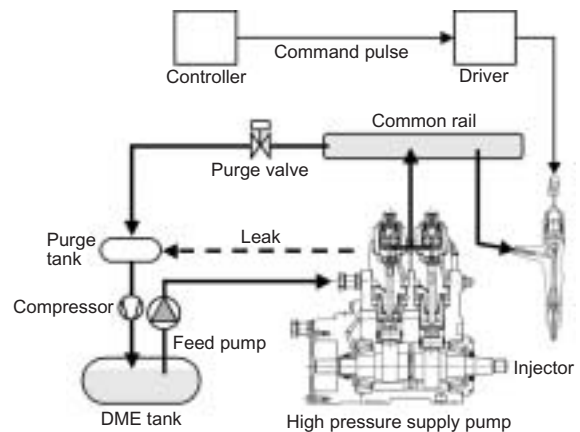 Controller
Command pulse
Driver
Common rail
Purge valve
Purge
tank
Leak
Compressor
Feed pump
DME tank
High pressure supply pump
Injector